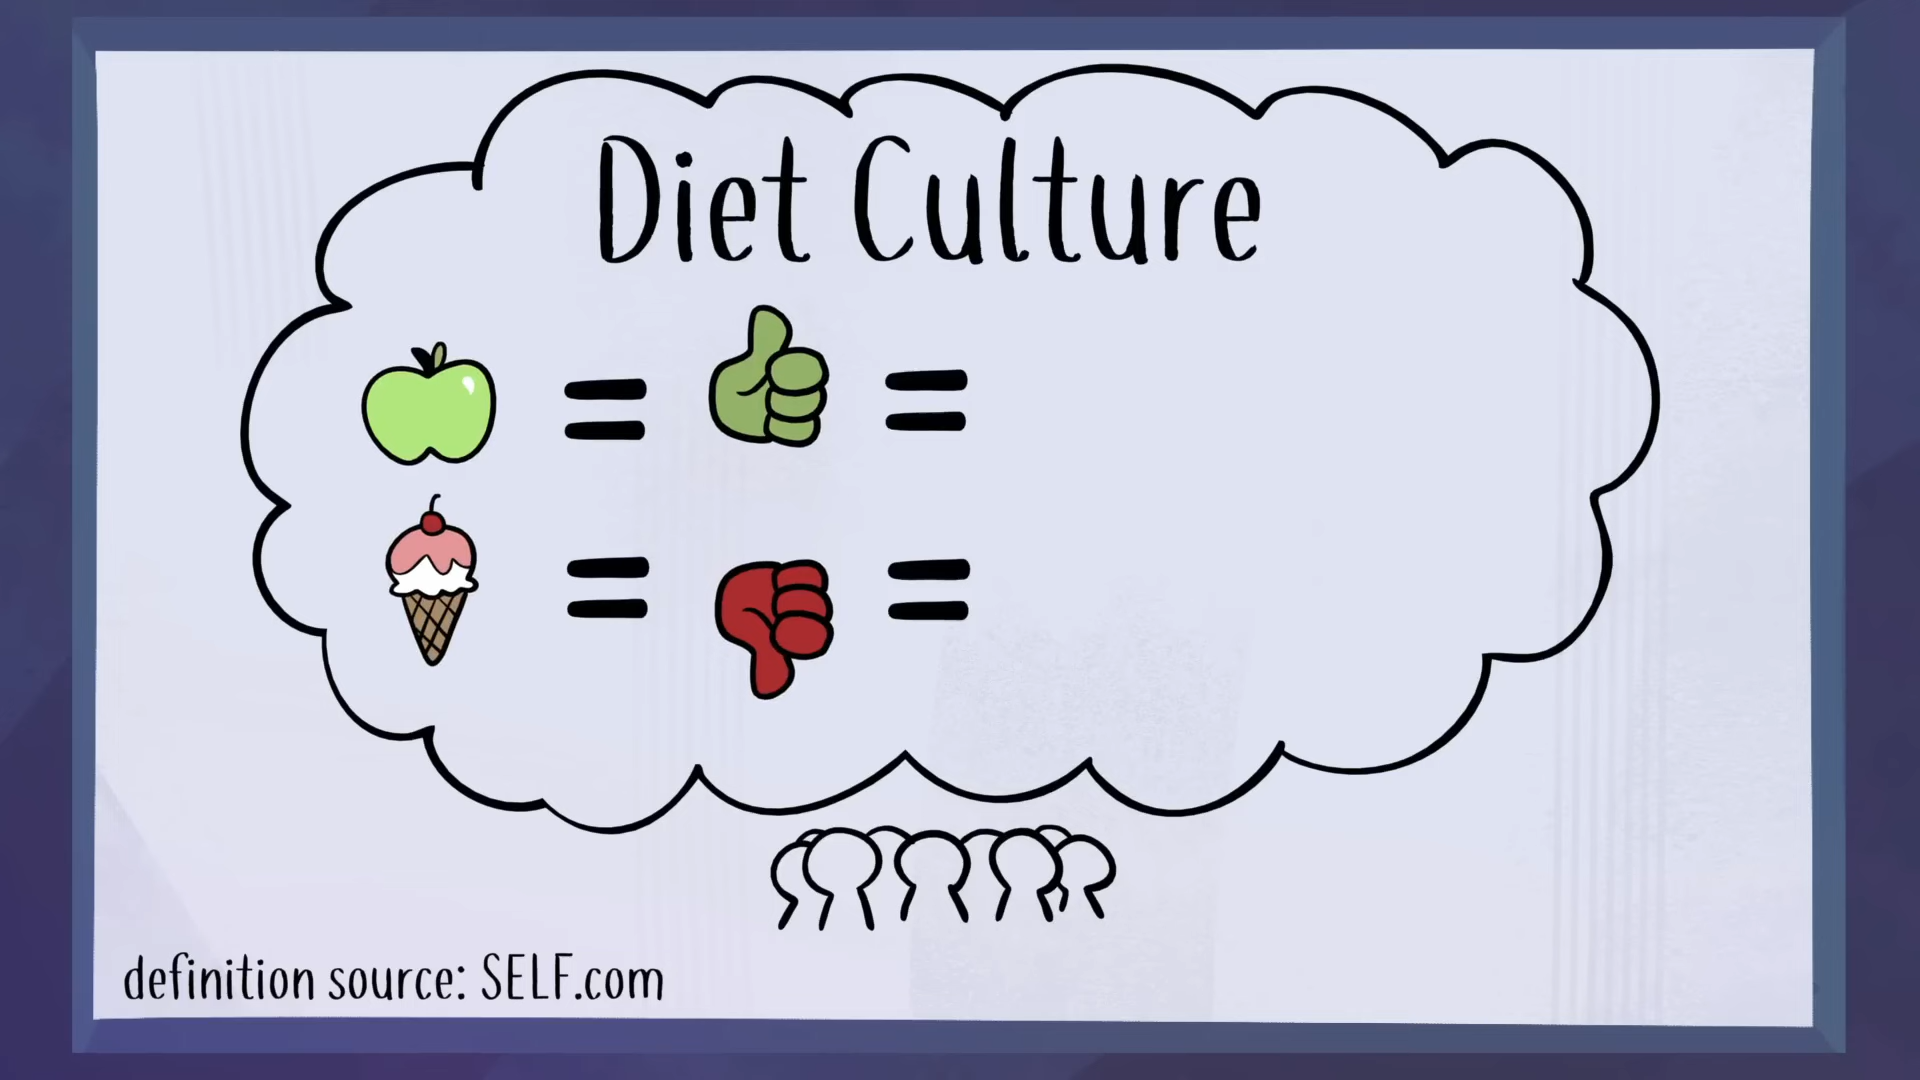 Diet Culture
= =
= =
definition source: SELF.com